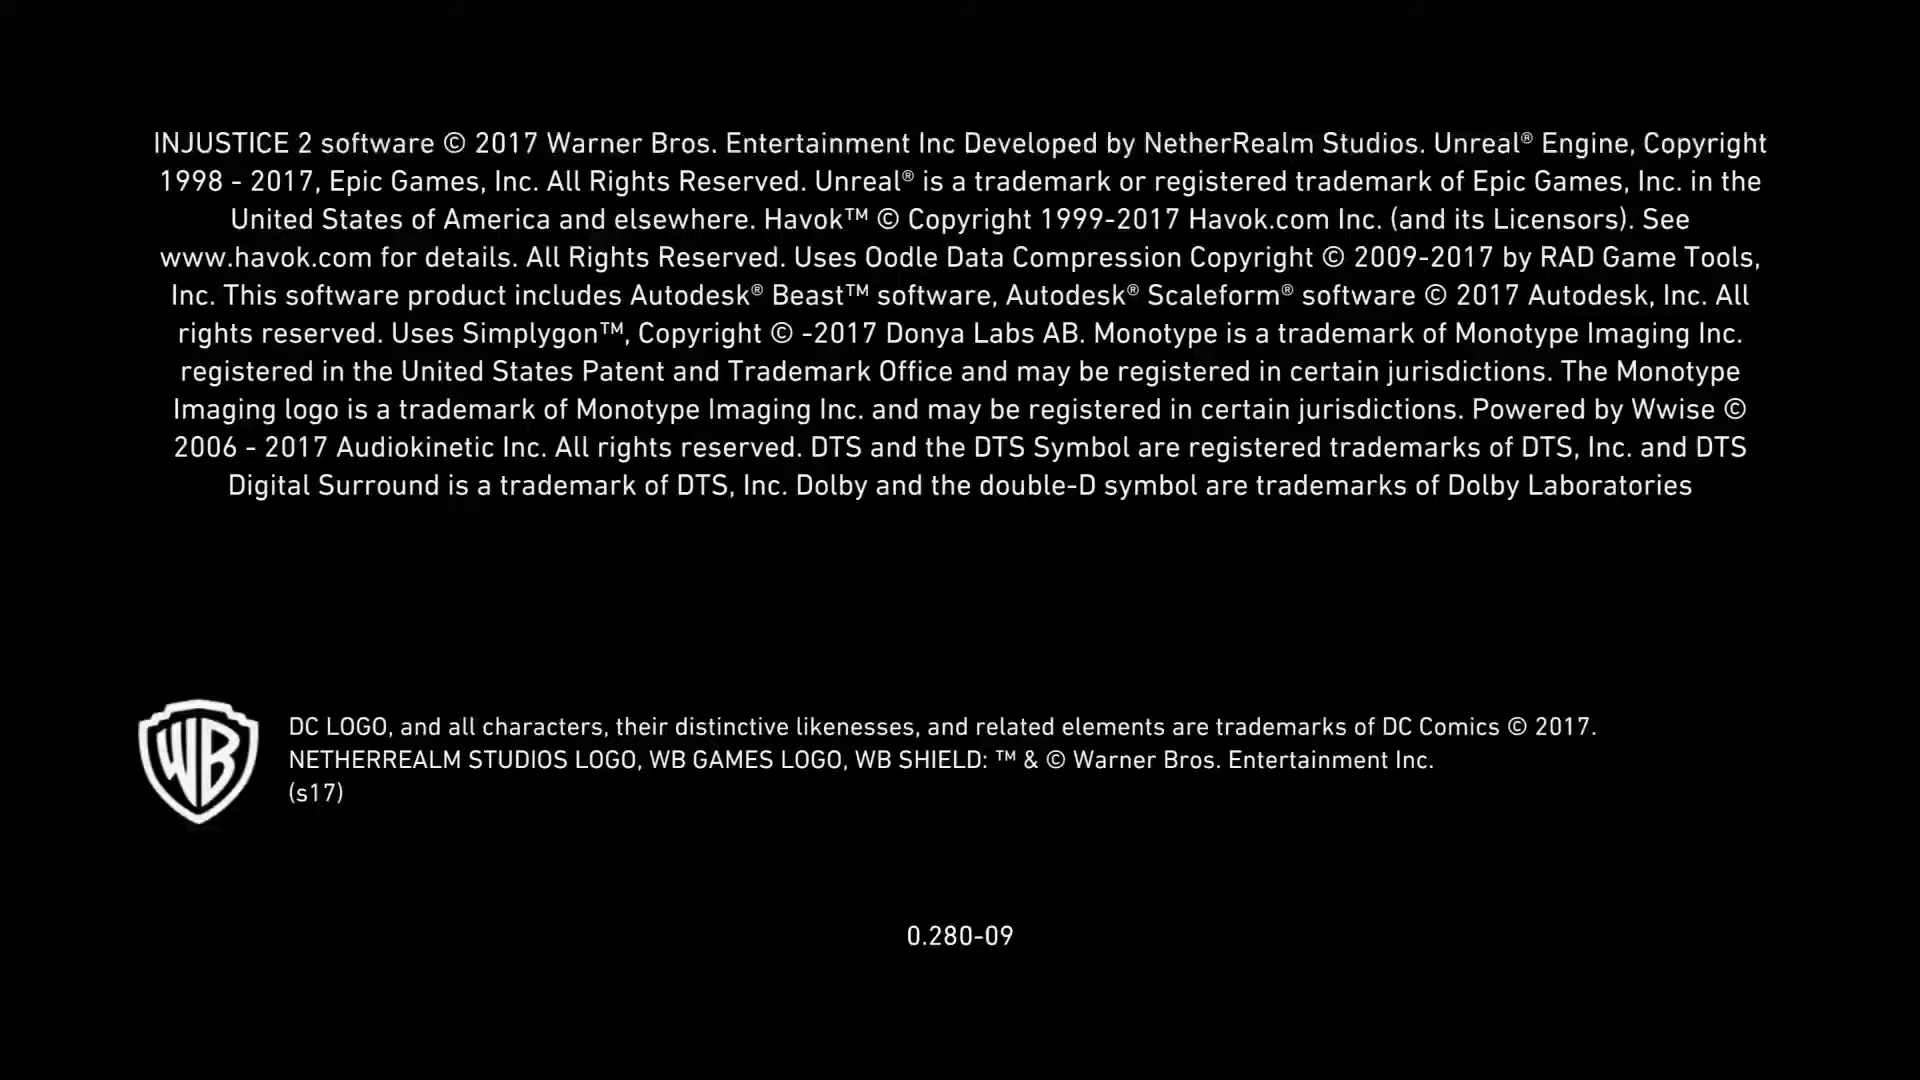 INJUSTICE 2 software © 2017 Warner Bros. Entertainment Inc Developed by NetherRealm Studios. Unreal® Engine, Copyright
1998 - 2017, Epic Games, Inc. All Rights Reserved. Unreal® is a trademark or registered trademark of Epic Games, Inc. in the
United States of America and elsewhere. Havok™ © Copyright 1999-2017 Havok.com Inc. (and its Licensors). See
www.havok.com for details. All Rights Reserved. Uses Oodle Data Compression Copyright © 2009-2017 by RAD Game Tools,
Inc. This software product includes Autodesk® Beast™ software, Autodesk® Scaleform® software © 2017 Autodesk, Inc. All
rights reserved. Uses Simplygon™, Copyright © -2017 Donya Labs AB. Monotype is a trademark of Monotype Imaging Inc.
registered in the United States Patent and Trademark Office and may be registered in certain jurisdictions. The Monotype
Imaging logo is a trademark of Monotype Imaging Inc. and may be registered in certain jurisdictions. Powered by Wwise ©
2006 - 2017 Audiokinetic Inc. All rights reserved. DTS and the DTS Symbol are registered trademarks of DTS, Inc. and DTS
Digital Surround is a trademark of DTS, Inc. Dolby and the double-D symbol are trademarks of Dolby Laboratories
WB
DC LOGO, and all characters, their distinctive likenesses, and related elements are trademarks of DC Comics © 2017.
NETHERREALM STUDIOS LOGO, WB GAMES LOGO, WB SHIELD: ™ & © Warner Bros. Entertainment Inc.
(s17)
0.280-09